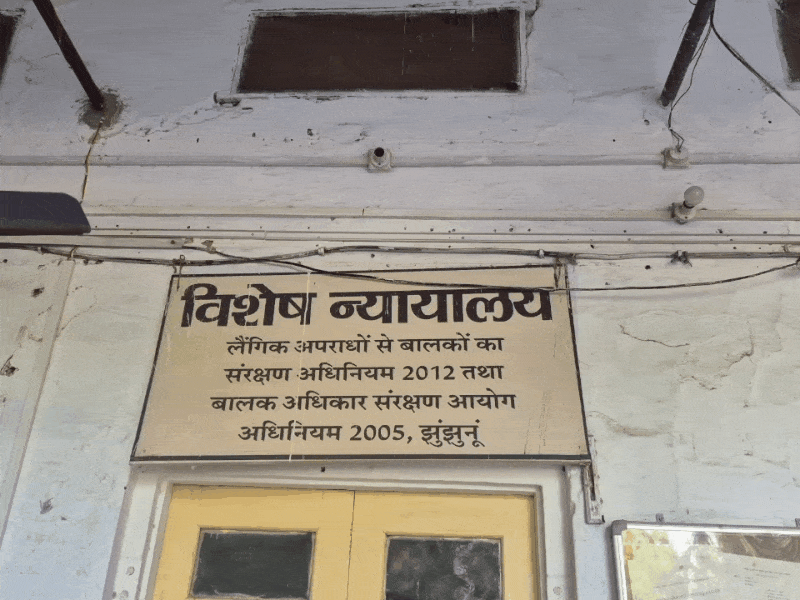 विशेष न्यायालय
लैंगिक अपराधों से बालकों का
संरक्षण अधिनियम 2012 तथा
बालक अधिकार संरक्षण आयोग
अधिनियम 2005, झुंझुनूं